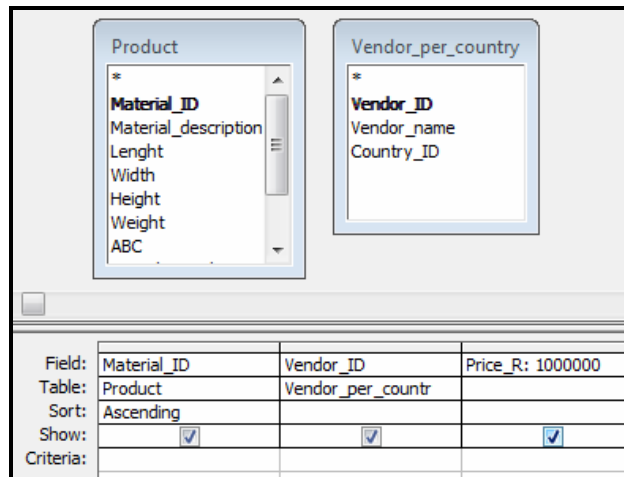 Product
*
Material_ID
Material_description
Lenght
Width
Height
Weight
ABC
Vendor_per_country
*
Vendor_ID
Vendor_name
Country_ID
Field: Material_ID Vendor_ID Price_R: 1000000
Table: Product Vendor_per_countr
Sort: Ascending
Show:
Criteria: